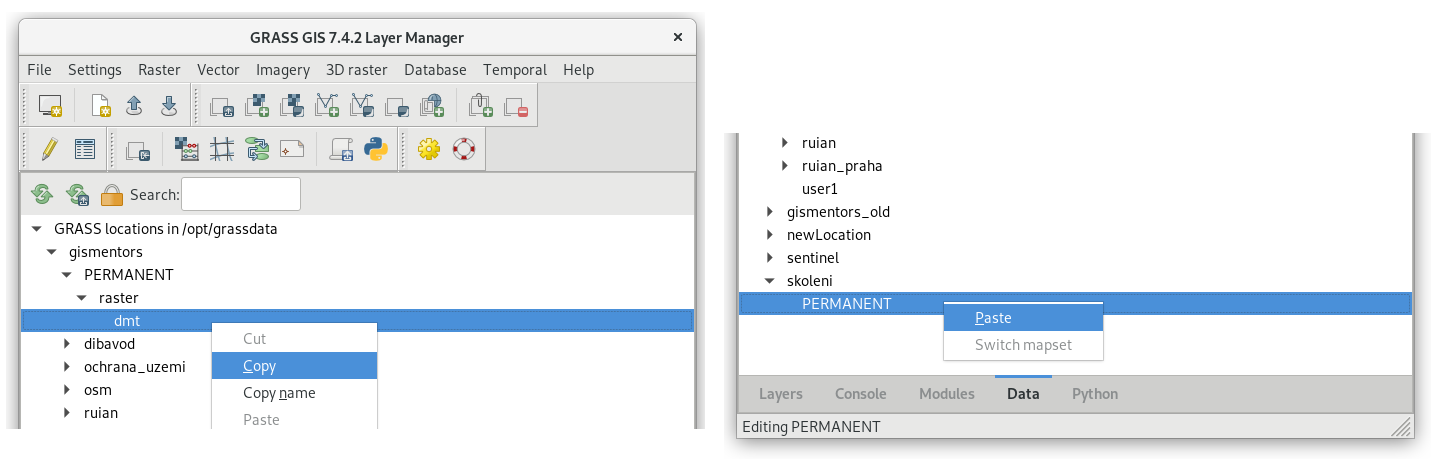 GRASS GIS 7.4.2 Layer Manager
File Settings Raster Vector Imagery 3D raster Database Temporal Help
Search:
GRASS locations in /opt/grassdata
gismentors
PERMANENT
raster
dmt
dibavod
ochrana_uzemi
osm
ruian
Cut
Copy
Copy name
Paste
ruian
ruian_praha
user1
gismentors_old
newLocation
sentinel
skoleni
PERMANENT
Paste
Switch mapset
Layers Console Modules Data Python
Editing PERMANENT